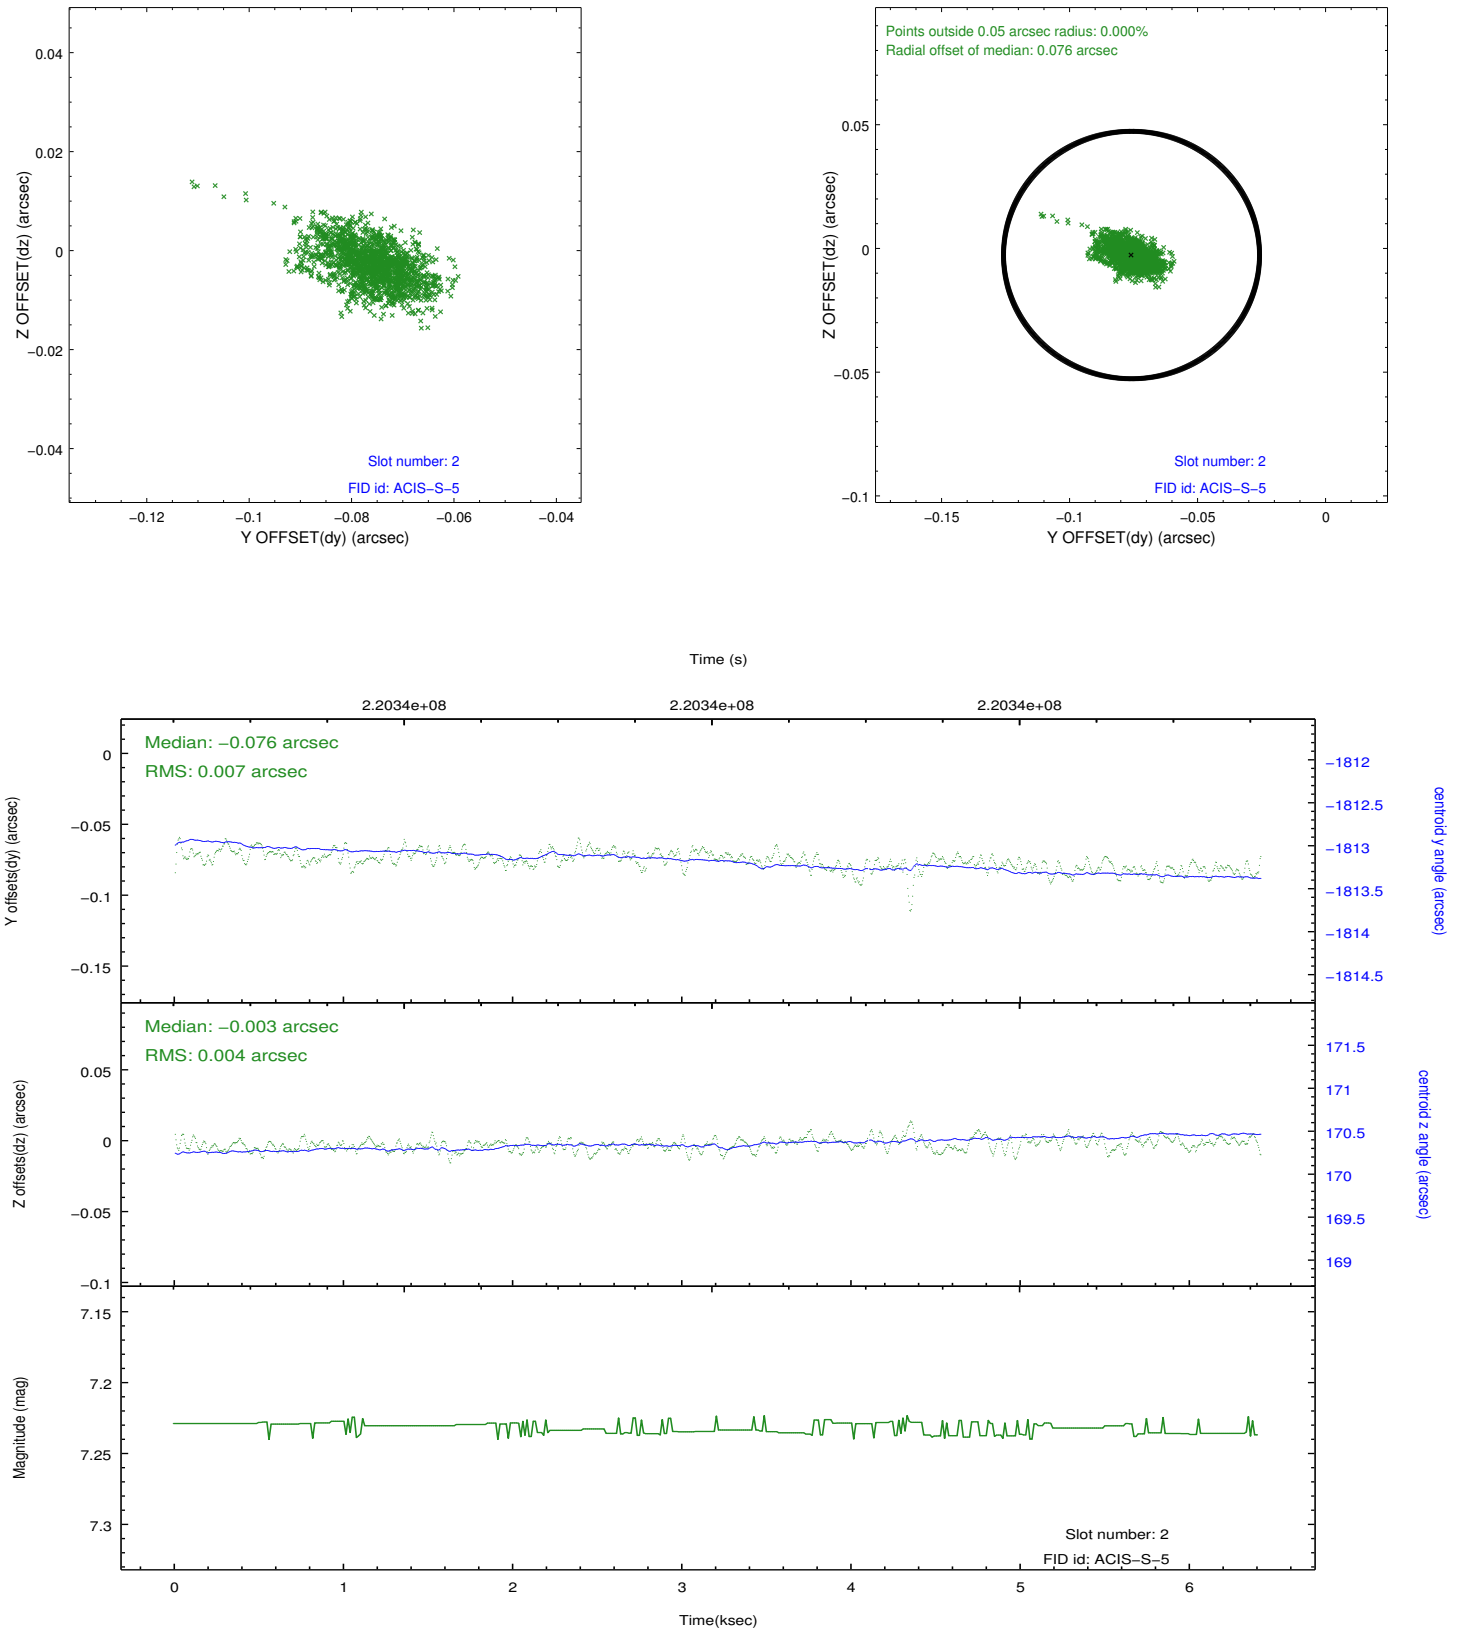 0.04
0.02
0
−0.02
−0.04
Z OFFSET(dz) (arcsec)
Slot number: 2
FID id: ACIS−S−5
−0.12
−0.1
−0.08
−0.06
−0.04
Y OFFSET(dy) (arcsec)
Points outside 0.05 arcsec radius: 0.000%
Radial offset of median: 0.076 arcsec
0.05
0
−0.05
−0.1
Z OFFSET(dz) (arcsec)
Slot number: 2
FID id: ACIS−S−5
−0.15
−0.1
−0.05
0
Y OFFSET(dy) (arcsec)
Time (s)
2.2034e+08
2.2034e+08
2.2034e+08
Median: −0.076 arcsec
RMS: 0.007 arcsec
0
−0.05
−0.1
−0.15
Y offsets(dy) (arcsec)
−1812
−1812.5
−1813
−1813.5
−1814
−1814.5
centroid y angle (arcsec)
Median: −0.003 arcsec
RMS: 0.004 arcsec
0.05
0
−0.05
−0.1
Z offsets(dz) (arcsec)
171.5
171
170.5
170
169.5
169
centroid z angle (arcsec)
7.15
7.2
7.25
7.3
Magnitude (mag)
Slot number: 2
FID id: ACIS−S−5
0
1
2
3
4
5
6
Time(ksec)